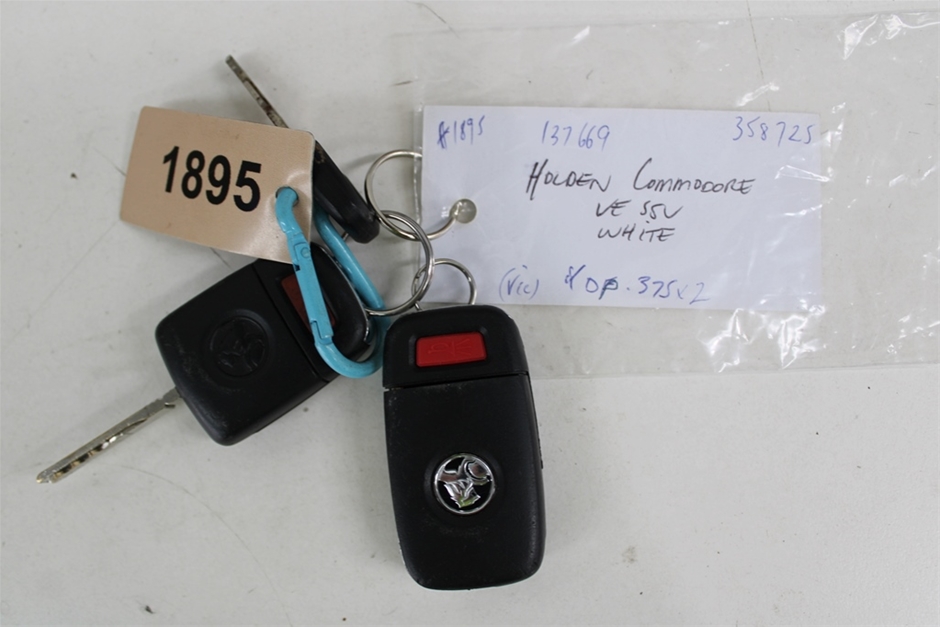 1895
#1895 137669 358725
HOLDEN COMMODORE
VE SSV
WHITE
(VIC)